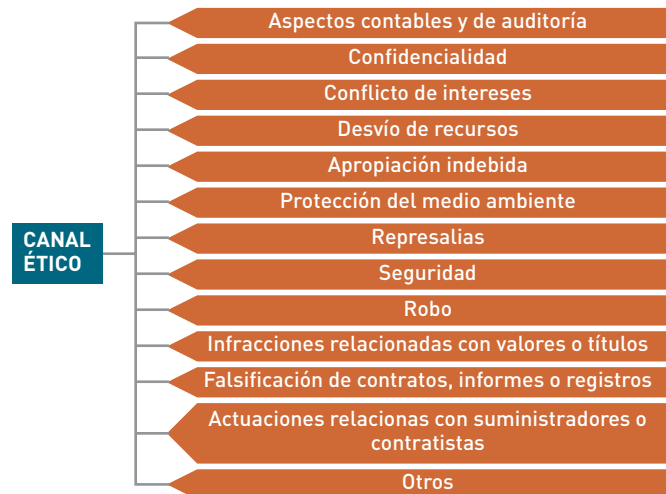 Aspectos contables y de auditoría
Confidencialidad
Conflicto de intereses
Desvío de recursos
Apropiación indebida
Protección del medio ambiente
CANAL
ÉTICO
Represalias
Seguridad
Robo
Infracciones relacionadas con valores o títulos
Falsificación de contratos, informes o registros
Actuaciones relacionas con suministradores o
contratistas
Otros